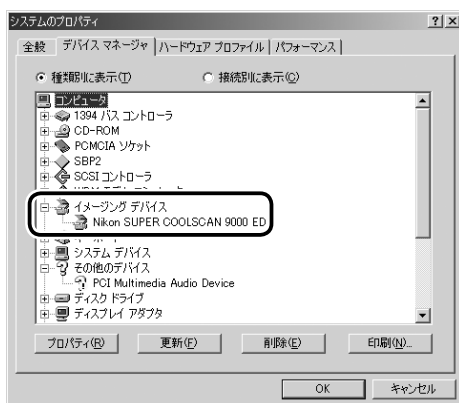 システムのプロパティ
全般 デバイス マネージャ ハードウェア プロファイル パフォーマンス
種類別に表示(T) 接続別に表示(C)
コンピュータ
1394 バス コントローラ
CD-ROM
PCMCIA ソケット
SBP2
SCSI コントローラ
イメージング デバイス
Nikon SUPER COOLSCAN 9000 ED
システム デバイス
その他のデバイス
PCI Multimedia Audio Device
ディスク ドライブ
ディスプレイ アダプタ
プロパティ(R) 更新(F) 削除(E) 印刷(N)...
OK キャンセル